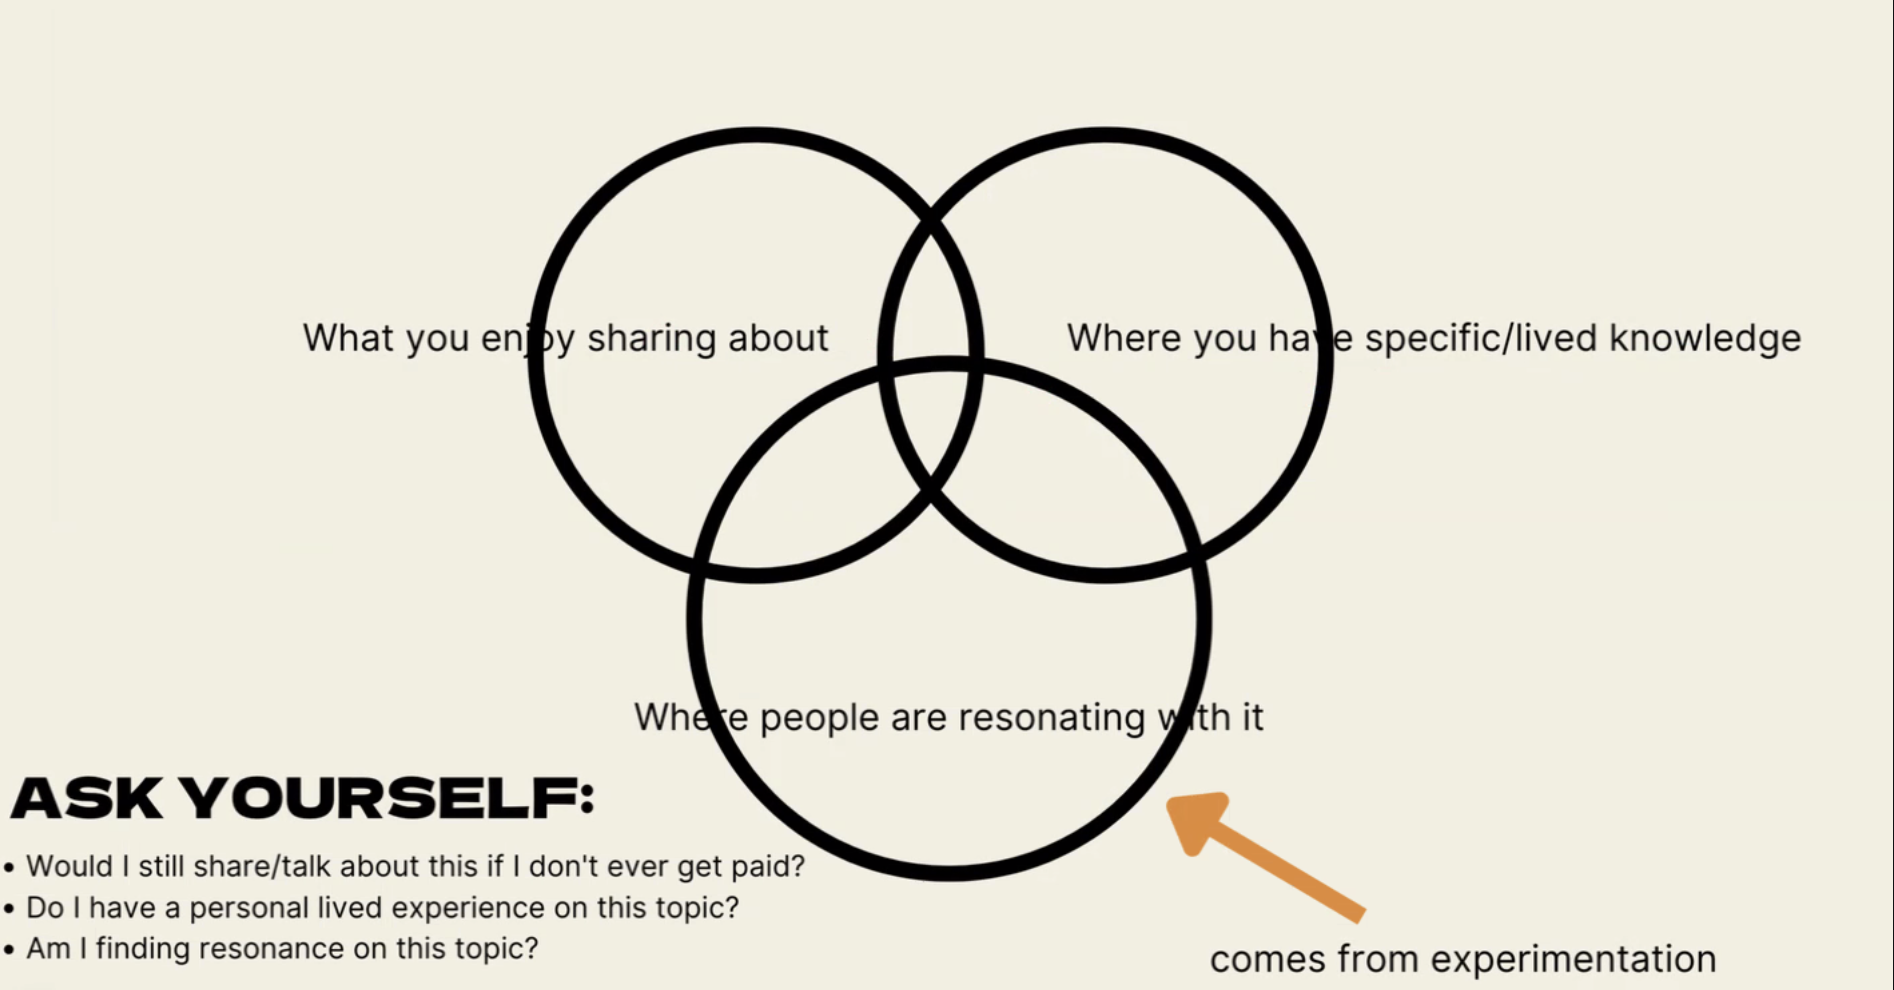 What you enjoy sharing about
Where you have specific/lived knowledge
Where people are resonating with it
ASK YOURSELF:
• Would I still share/talk about this if I don't ever get paid?
• Do I have a personal lived experience on this topic?
• Am I finding resonance on this topic?
comes from experimentation